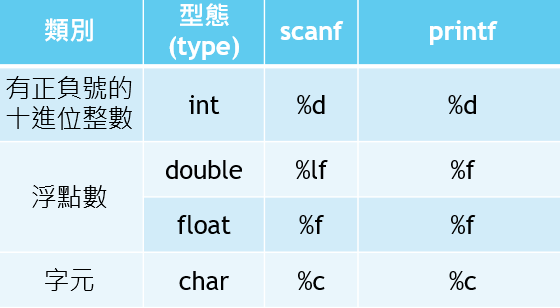 類別 型態 (type) scanf printf
有正負號的
十進位整數 int %d %d
浮點數 double %lf %f
float %f %f
字元 char %c %c